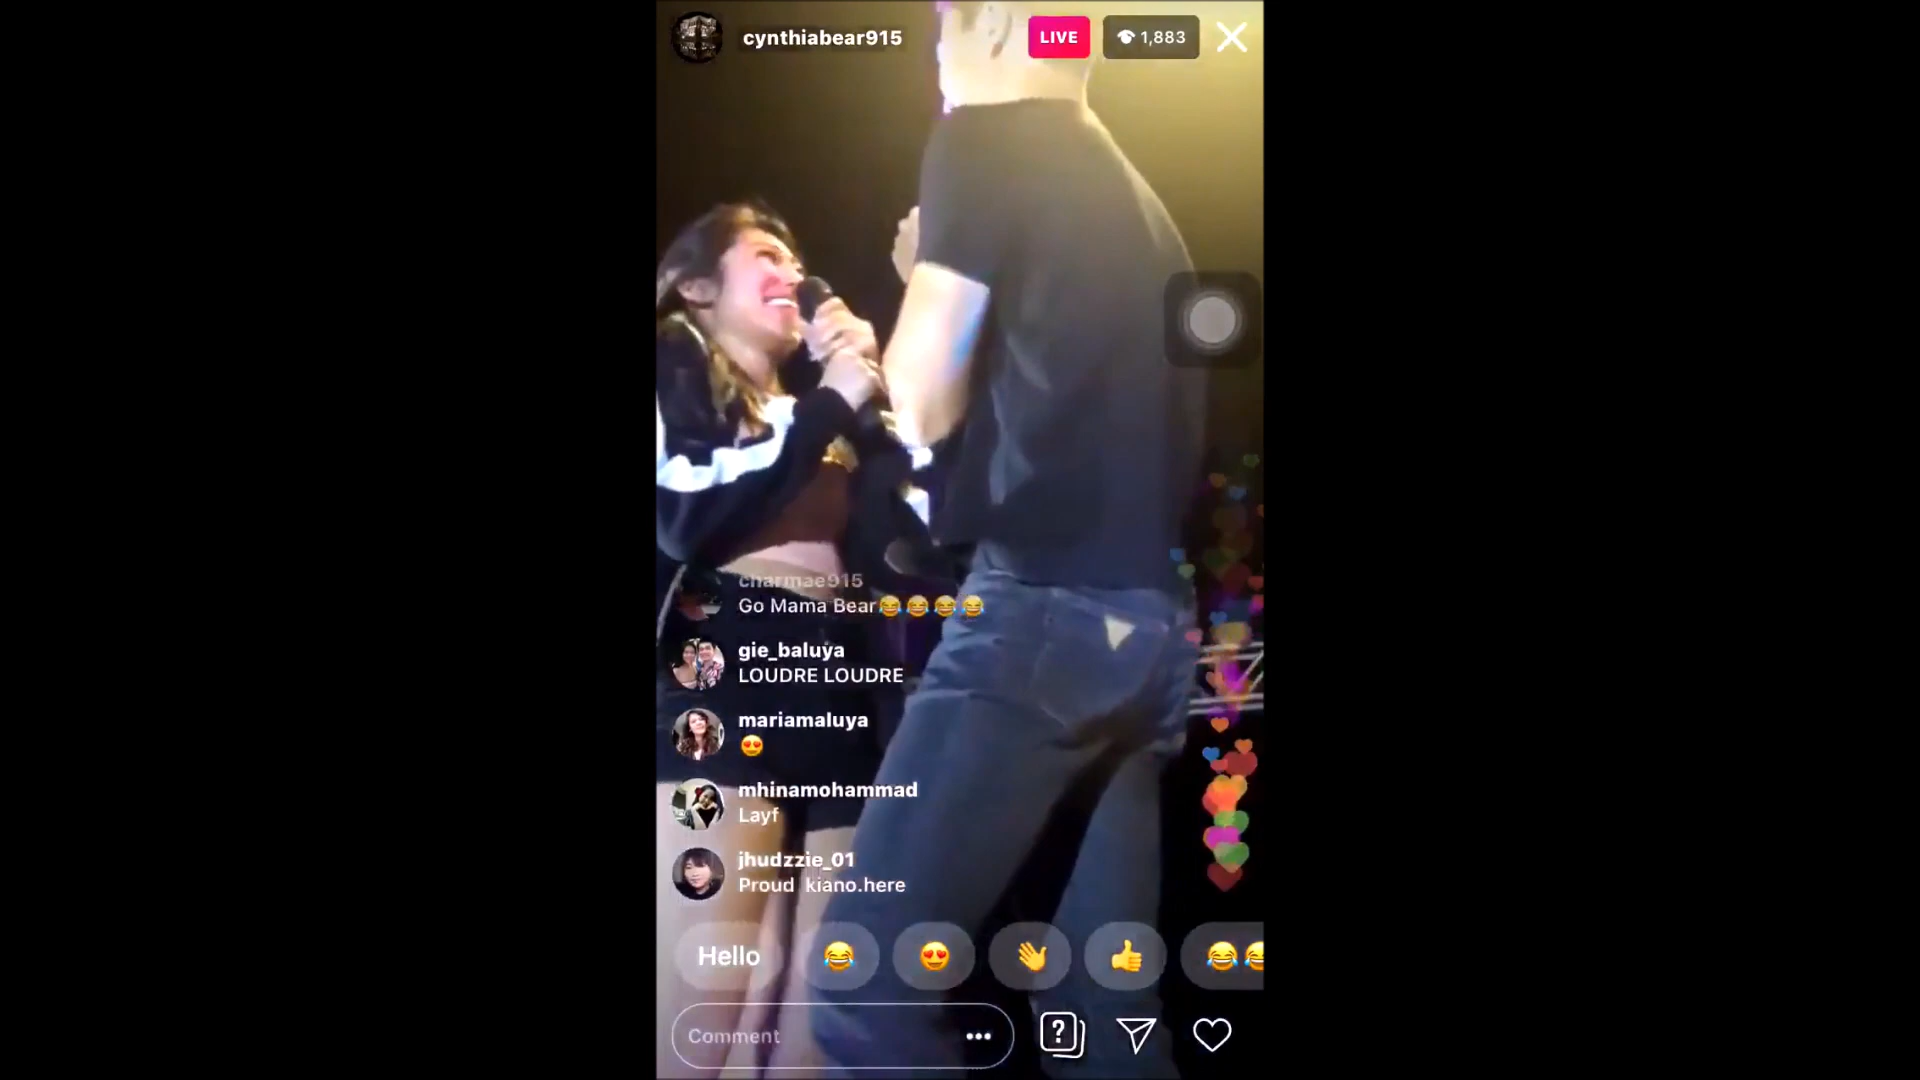 cynthiabear915
LIVE
1,883
charmae915
Go Mama Bear😂😂😂😂
gie_baluya
LOUDRE LOUDRE
mariamaluya
😍
mhinamohammad
Layf
jhudzzie_01
Proud kiano.here
Hello
Comment